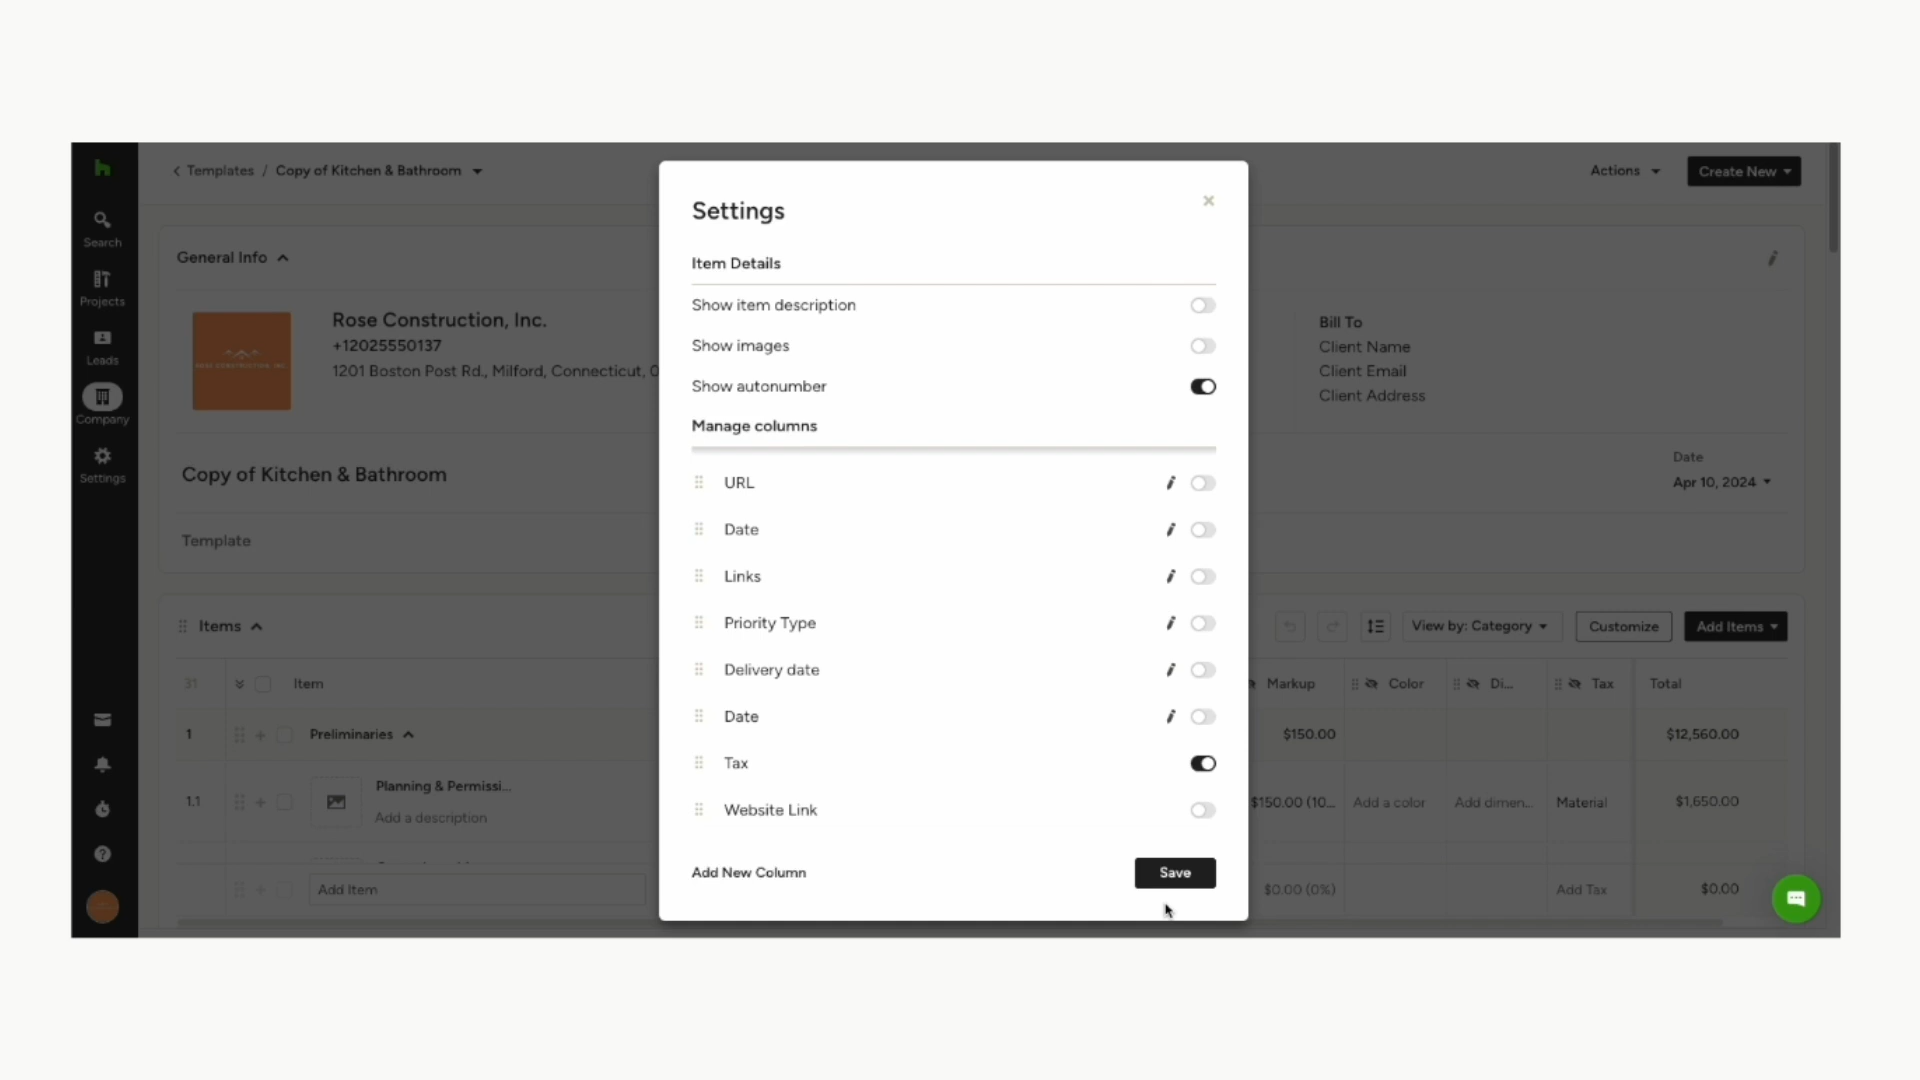 Templates / Copy of Kitchen & Bathroom
Actions
Create New
Search
Projects
Leads
Company
Settings
General Info
Rose Construction, Inc.
+12025550137
1201 Boston Post Rd., Milford, Connecticut, 0
Bill To
Client Name
Client Email
Client Address
Copy of Kitchen & Bathroom
Date
Apr 10, 2024
Template
Items
View by: Category
Customize
Add Items
31 Item Markup Color Di... Tax Total
1 Preliminaries $150.00 $12,560.00
1.1 Planning & Permissi... $150.00 (10... Add a color Add dimen... Material $1,650.00
Add a description
Add Item $0.00 (0%) Add Tax $0.00
Settings
Item Details
Show item description
Show images
Show autonumber
Manage columns
URL
Date
Links
Priority Type
Delivery date
Date
Tax
Website Link
Add New Column
Save